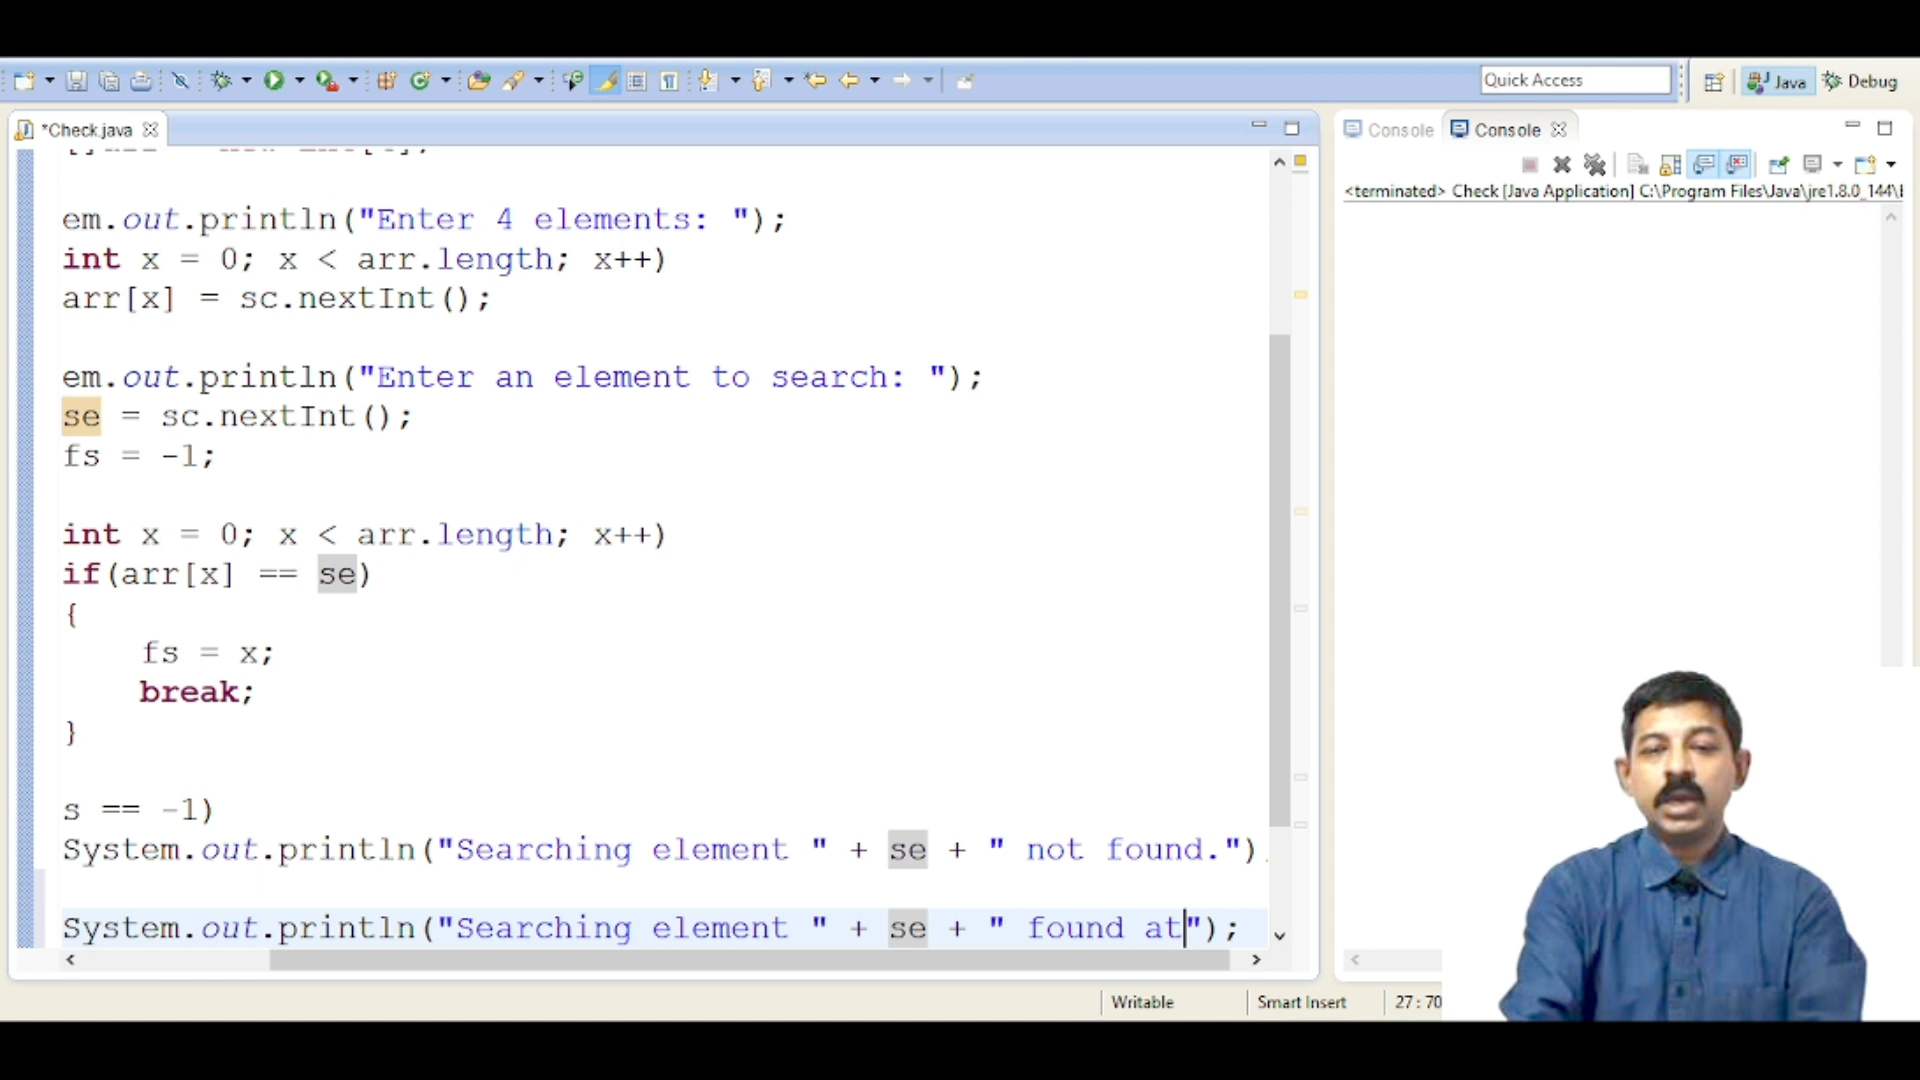 Quick Access
Java
Debug
*Check.java
em.out.println("Enter 4 elements: ");
int x = 0; x < arr.length; x++)
arr[x] = sc.nextInt();
em.out.println("Enter an element to search: ");
se = sc.nextInt();
fs = -1;
int x = 0; x < arr.length; x++)
if(arr[x] == se)
{
fs = x;
break;
}
s == -1)
System.out.println("Searching element " + se + " not found.")
System.out.println("Searching element " + se + " found at");
Console
Console
<terminated> Check [Java Application] C:\Program Files\Java\jre1.8.0_144\
Writable
Smart Insert
27 : 70